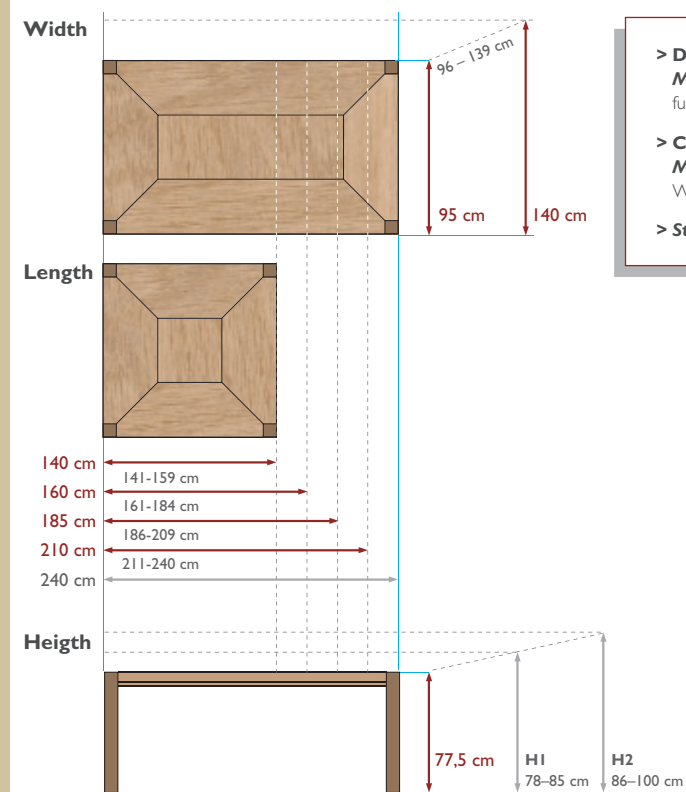 Width
96 – 139 cm
95 cm
140 cm
> D
M
fu
> C
M
W
> St
Length
140 cm
141-159 cm
160 cm
161-184 cm
185 cm
186-209 cm
210 cm
211-240 cm
240 cm
Heigth
77,5 cm
H1
78–85 cm
H2
86–100 cm